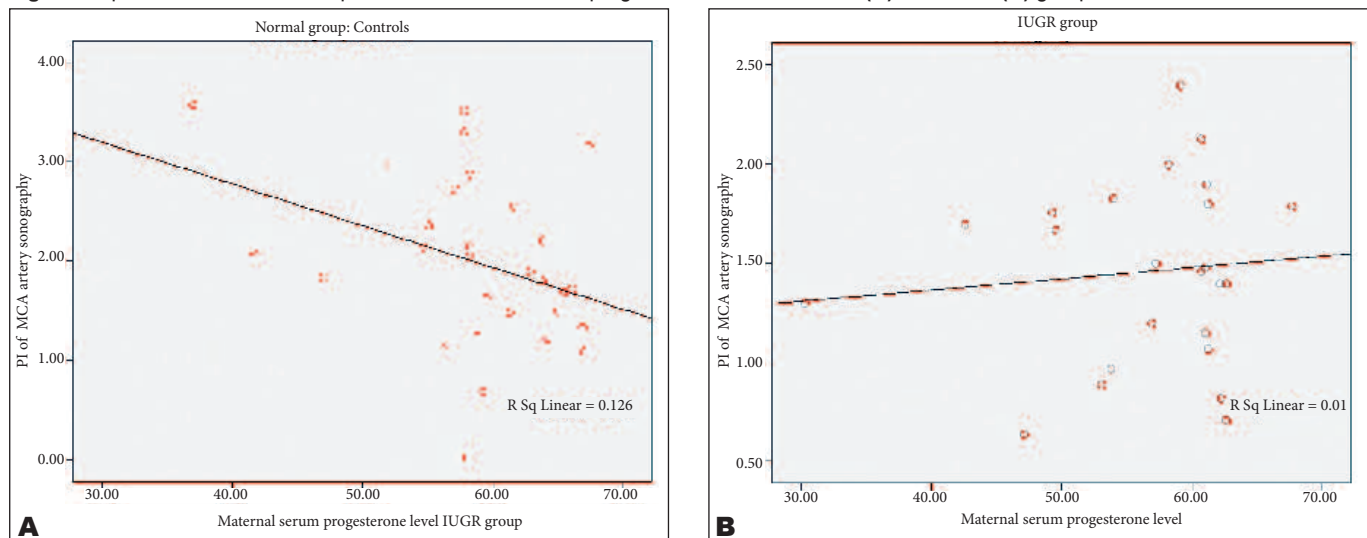 Normal group: Controls
4.00
3.00
2.00
1.00
0.00
PI of MCA artery sonography
R Sq Linear = 0.126
30.00 40.00 50.00 60.00 70.00
Maternal serum progesterone level IUGR group
A
IUGR group
2.50
2.00
1.50
1.00
0.50
PI of MCA artery sonography
R Sq Linear = 0.01
30.00 40.00 50.00 60.00 70.00
Maternal serum progesterone level
B